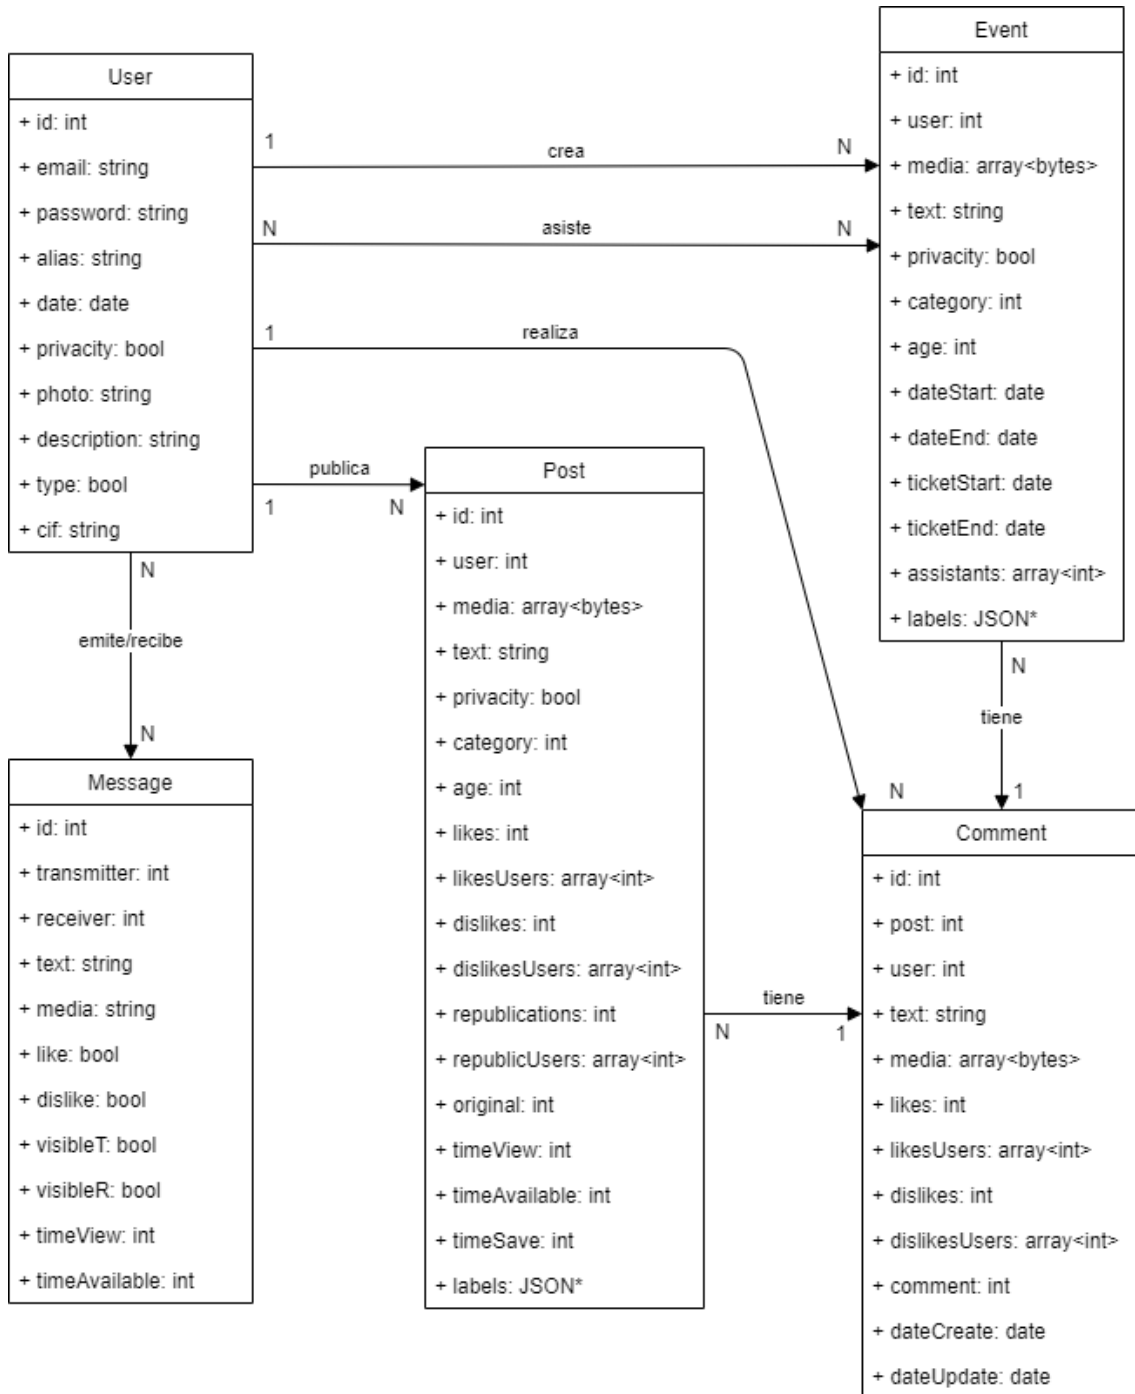 User
+ id: int
+ email: string
+ password: string
+ alias: string
+ date: date
+ privacity: bool
+ photo: string
+ description: string
+ type: bool
+ cif: string
1
crea
N
N
asiste
N
1
realiza
N
1
publica
N
N
emite/recibe
N
Event
+ id: int
+ user: int
+ media: array<bytes>
+ text: string
+ privacity: bool
+ category: int
+ age: int
+ dateStart: date
+ dateEnd: date
+ ticketStart: date
+ ticketEnd: date
+ assistants: array<int>
+ labels: JSON*
N
tiene
1
Post
+ id: int
+ user: int
+ media: array<bytes>
+ text: string
+ privacity: bool
+ category: int
+ age: int
+ likes: int
+ likesUsers: array<int>
+ dislikes: int
+ dislikesUsers: array<int>
+ republications: int
+ republicUsers: array<int>
+ original: int
+ timeView: int
+ timeAvailable: int
+ timeSave: int
+ labels: JSON*
tiene
N
1
Message
+ id: int
+ transmitter: int
+ receiver: int
+ text: string
+ media: string
+ like: bool
+ dislike: bool
+ visibleT: bool
+ visibleR: bool
+ timeView: int
+ timeAvailable: int
Comment
+ id: int
+ post: int
+ user: int
+ text: string
+ media: array<bytes>
+ likes: int
+ likesUsers: array<int>
+ dislikes: int
+ dislikesUsers: array<int>
+ comment: int
+ dateCreate: date
+ dateUpdate: date